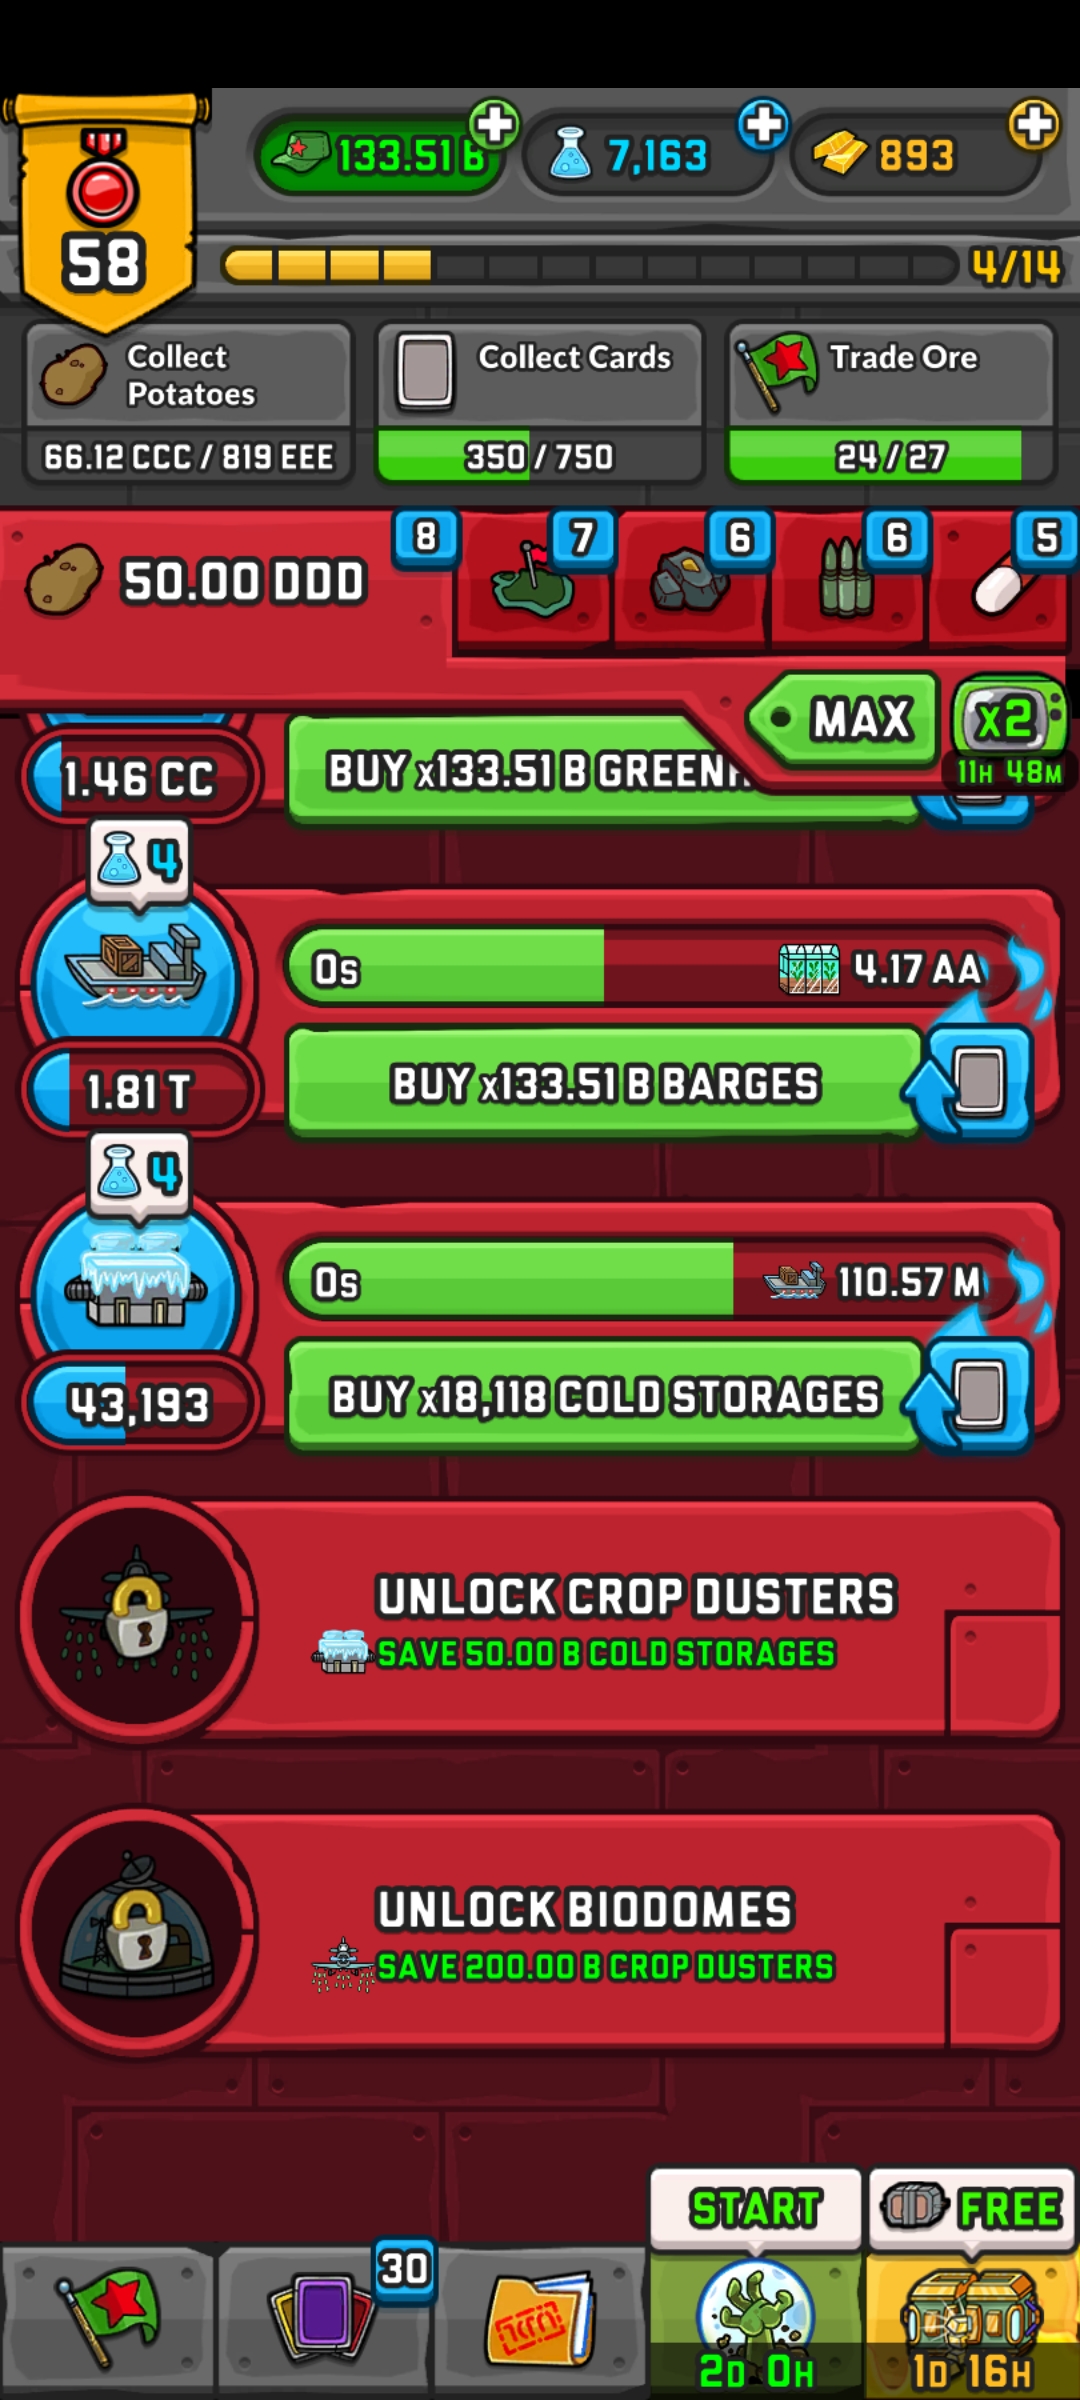 133.51 B
7,163
893
58
4/14
Collect Potatoes
66.12 CCC / 819 EEE
Collect Cards
350 / 750
Trade Ore
24 / 27
50.00 DDD
8
7
6
6
5
MAX
x2
11H 48M
1.46 CC
BUY x133.51 B
4
0s
4.17 AA
1.81 T
BUY x133.51 B BARGES
4
0s
110.57 M
43,193
BUY x18,118 COLD STORAGES
UNLOCK CROP DUSTERS
SAVE 50.00 B COLD STORAGES
UNLOCK BIODOMES
SAVE 200.00 B CROP DUSTERS
START
FREE
30
2D 0H
1D 16H